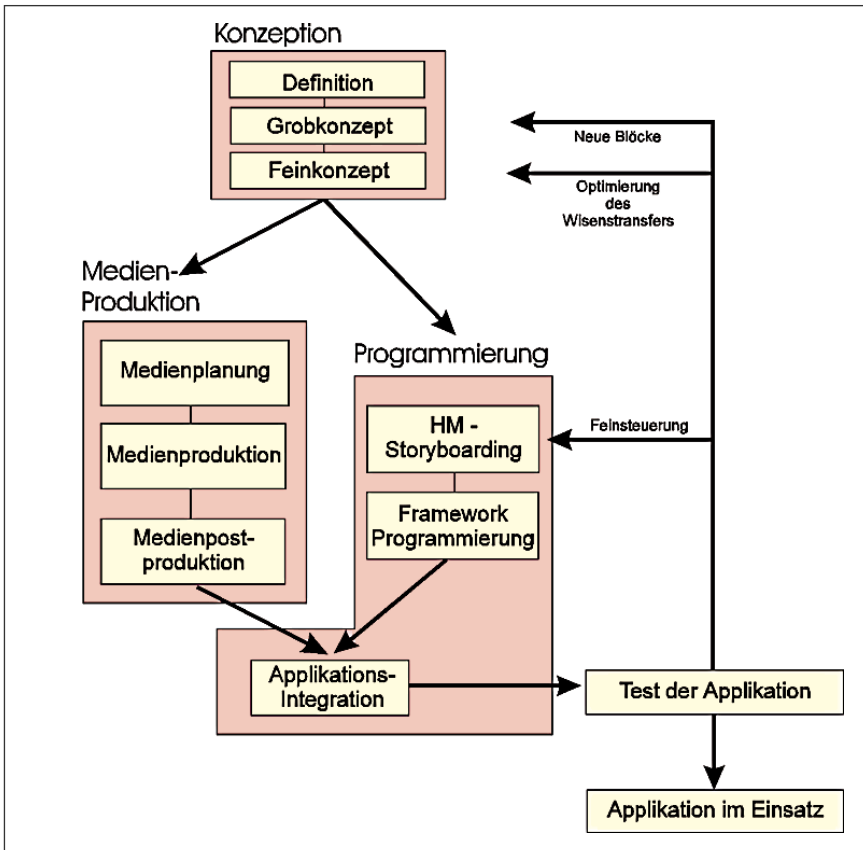 Konzeption
Definition
Grobkonzept
Feinkonzept
Neue Blöcke
Optimierung
des
Wisenstransfers
Medien-
Produktion
Medienplanung
Medienproduktion
Medienpost-
produktion
Programmierung
HM -
Storyboarding
Framework
Programmierung
Feinsteuerung
Applikations-
Integration
Test der Applikation
Applikation im Einsatz